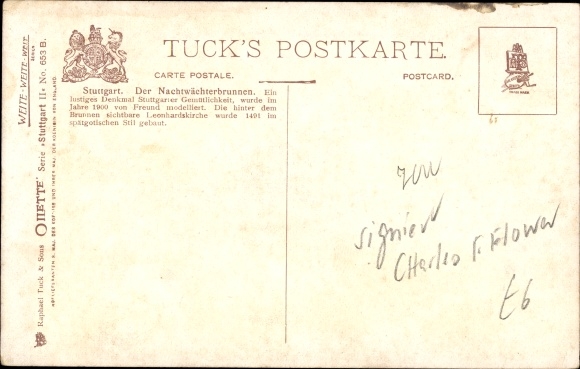 TUCK'S POSTKARTE.
CARTE POSTALE.
POSTCARD.
Stuttgart. Der Nachtwächterbrunnen. Ein
lustiges Denkmal Stuttgarter Gemütlichkeit, wurde im
Jahre 1900 von Freund modelliert. Die hinter dem
Brunnen sichtbare Leonhardskirche wurde 1491 im
spätgotischen Stil gebaut.
WEITE-WEITE-WELT
SERIEN
Raphael Tuck & Sons OILETTE Serie »Stuttgart II« No. 653 B.
signiert
Charles F. Flower